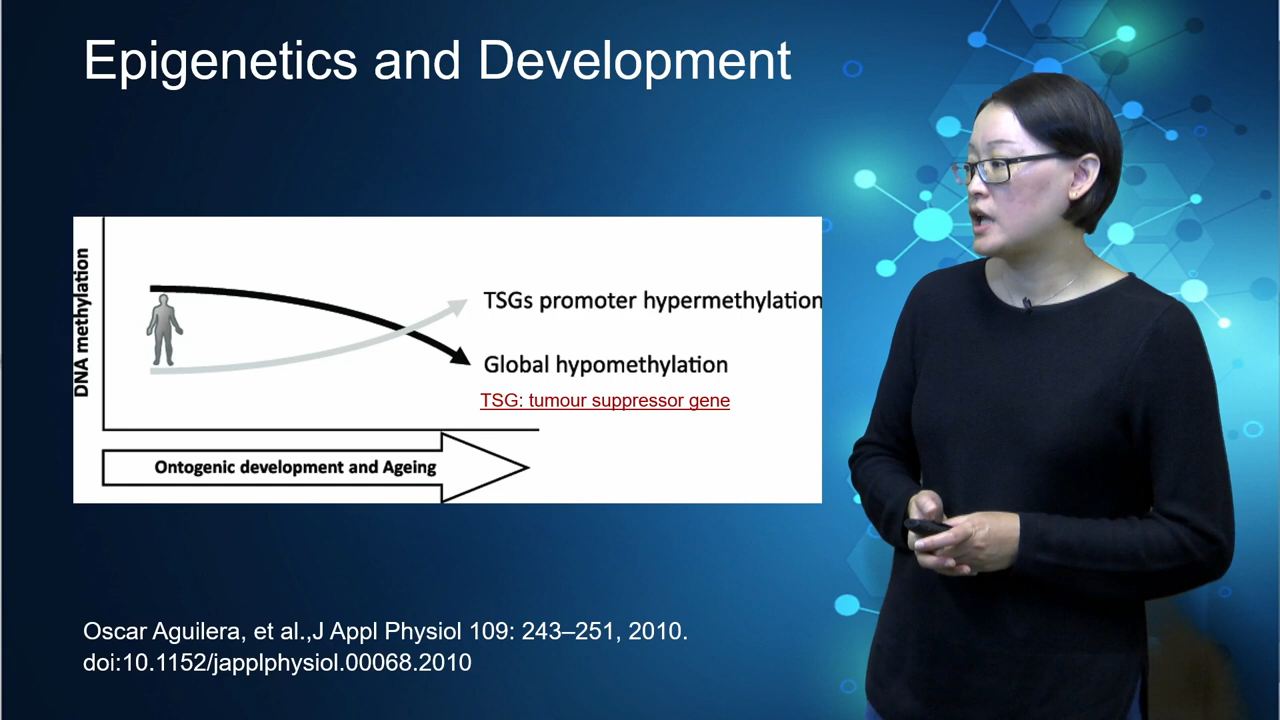 Epigenetics and Development
DNA methylation
TSGs promoter hypermethylation
Global hypomethylation
TSG: tumour suppressor gene
Ontogenic development and Ageing
Oscar Aguilera, et al.,J Appl Physiol 109: 243–251, 2010.
doi:10.1152/japplphysiol.00068.2010